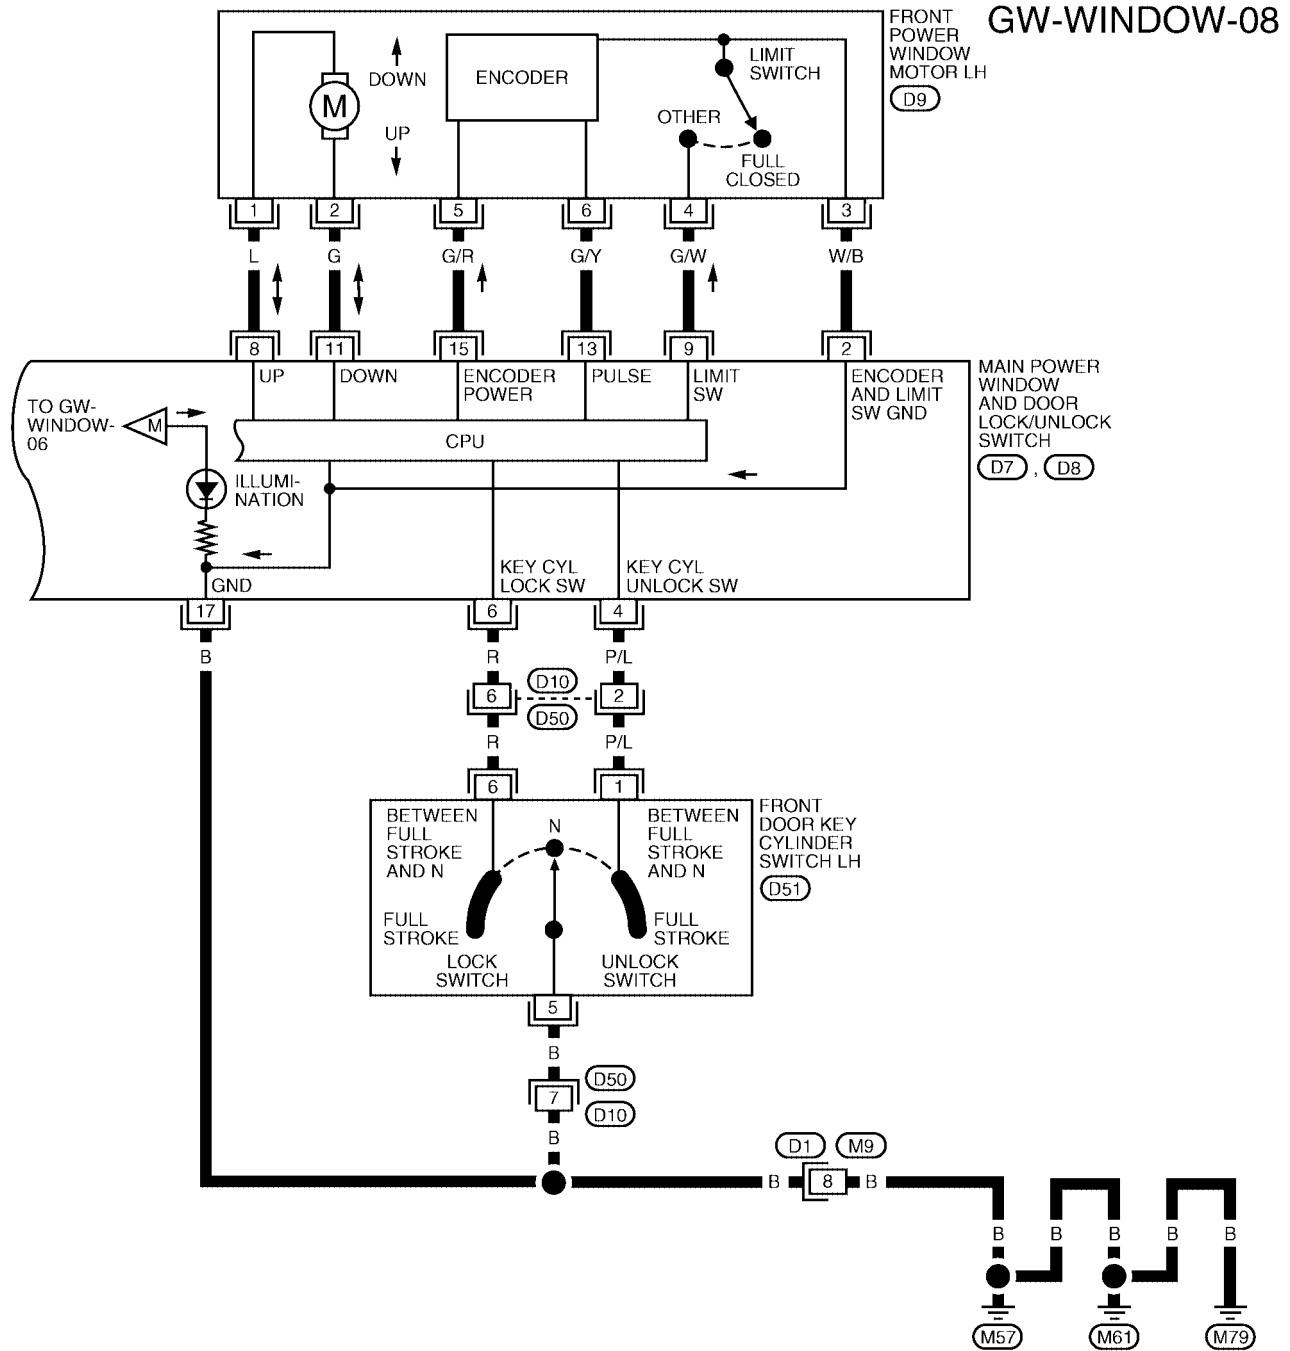 GW-WINDOW-08
FRONT
POWER
WINDOW
MOTOR LH
D9
M
DOWN
UP
ENCODER
LIMIT
SWITCH
OTHER
FULL
CLOSED
1
2
5
6
4
3
L
G
G/R
G/Y
G/W
W/B
8
11
15
13
9
2
UP
DOWN
ENCODER
POWER
PULSE
LIMIT
SW
ENCODER
AND LIMIT
SW GND
MAIN POWER
WINDOW
AND DOOR
LOCK/UNLOCK
SWITCH
D7 , D8
TO GW-
WINDOW-
06
M
CPU
ILLUMI-
NATION
GND
KEY CYL
LOCK SW
KEY CYL
UNLOCK SW
17
6
4
B
R
P/L
6
D10
D50
2
R
P/L
6
1
BETWEEN
FULL
STROKE
AND N
N
BETWEEN
FULL
STROKE
AND N
FULL
STROKE
FULL
STROKE
LOCK
SWITCH
UNLOCK
SWITCH
FRONT
DOOR KEY
CYLINDER
SWITCH LH
D51
5
B
7
D50
D10
B
D1
M9
B
8
B
B
B
B
B
B
M57
M61
M79